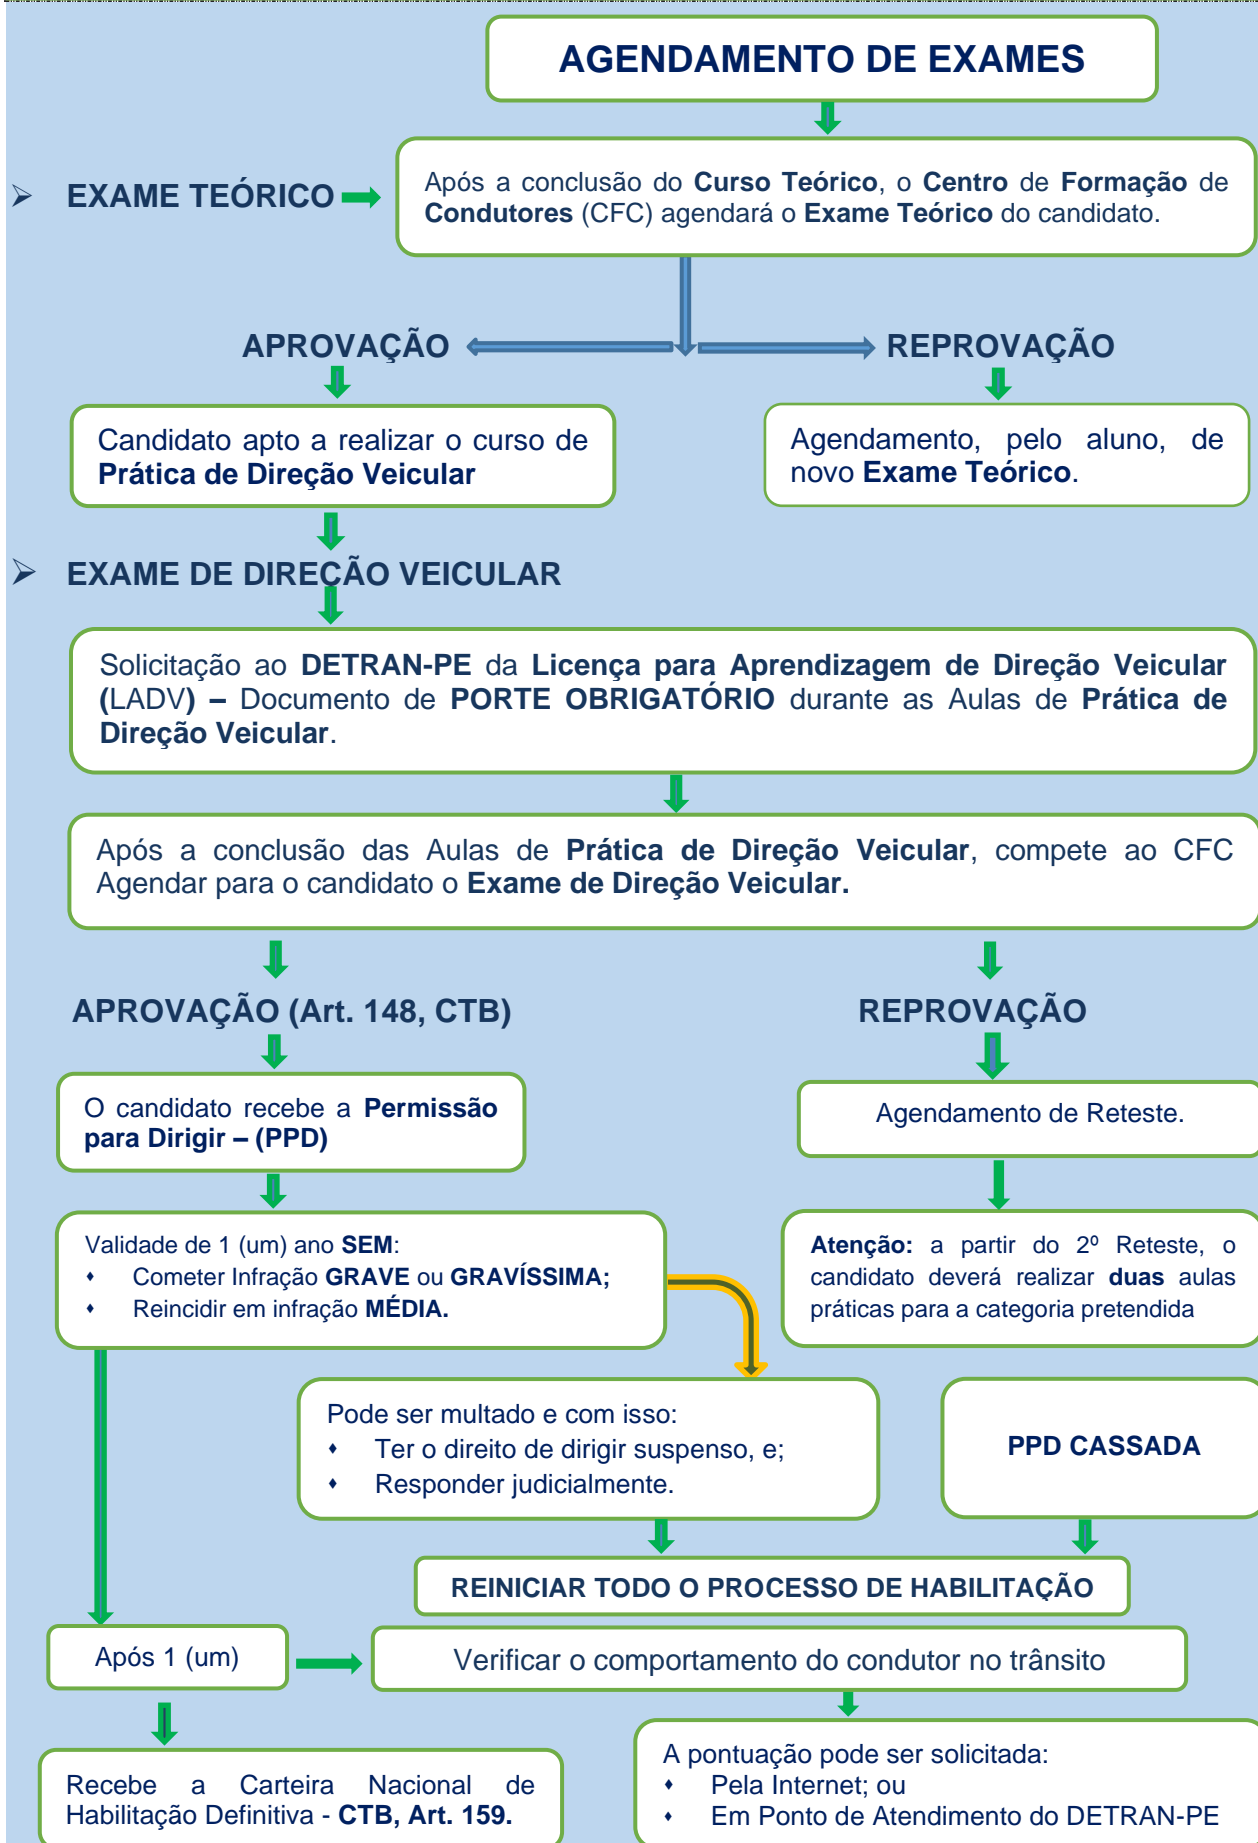 AGENDAMENTO DE EXAMES
➢ EXAME TEÓRICO
Após a conclusão do Curso Teórico, o Centro de Formação de
Condutores (CFC) agendará o Exame Teórico do candidato.
APROVAÇÃO
REPROVAÇÃO
Candidato apto a realizar o curso de
Prática de Direção Veicular
Agendamento, pelo aluno, de
novo Exame Teórico.
➢ EXAME DE DIREÇÃO VEICULAR
Solicitação ao DETRAN-PE da Licença para Aprendizagem de Direção Veicular
(LADV) – Documento de PORTE OBRIGATÓRIO durante as Aulas de Prática de
Direção Veicular.
Após a conclusão das Aulas de Prática de Direção Veicular, compete ao CFC
Agendar para o candidato o Exame de Direção Veicular.
APROVAÇÃO (Art. 148, CTB)
REPROVAÇÃO
O candidato recebe a Permissão
para Dirigir – (PPD)
Agendamento de Reteste.
Validade de 1 (um) ano SEM:
⬧ Cometer Infração GRAVE ou GRAVÍSSIMA;
⬧ Reincidir em infração MÉDIA.
Atenção: a partir do 2º Reteste, o
candidato deverá realizar duas aulas
práticas para a categoria pretendida
Pode ser multado e com isso:
⬧ Ter o direito de dirigir suspenso, e;
⬧ Responder judicialmente.
PPD CASSADA
REINICIAR TODO O PROCESSO DE HABILITAÇÃO
Após 1 (um)
Verificar o comportamento do condutor no trânsito
Recebe a Carteira Nacional de
Habilitação Definitiva - CTB, Art. 159.
A pontuação pode ser solicitada:
⬧ Pela Internet; ou
⬧ Em Ponto de Atendimento do DETRAN-PE